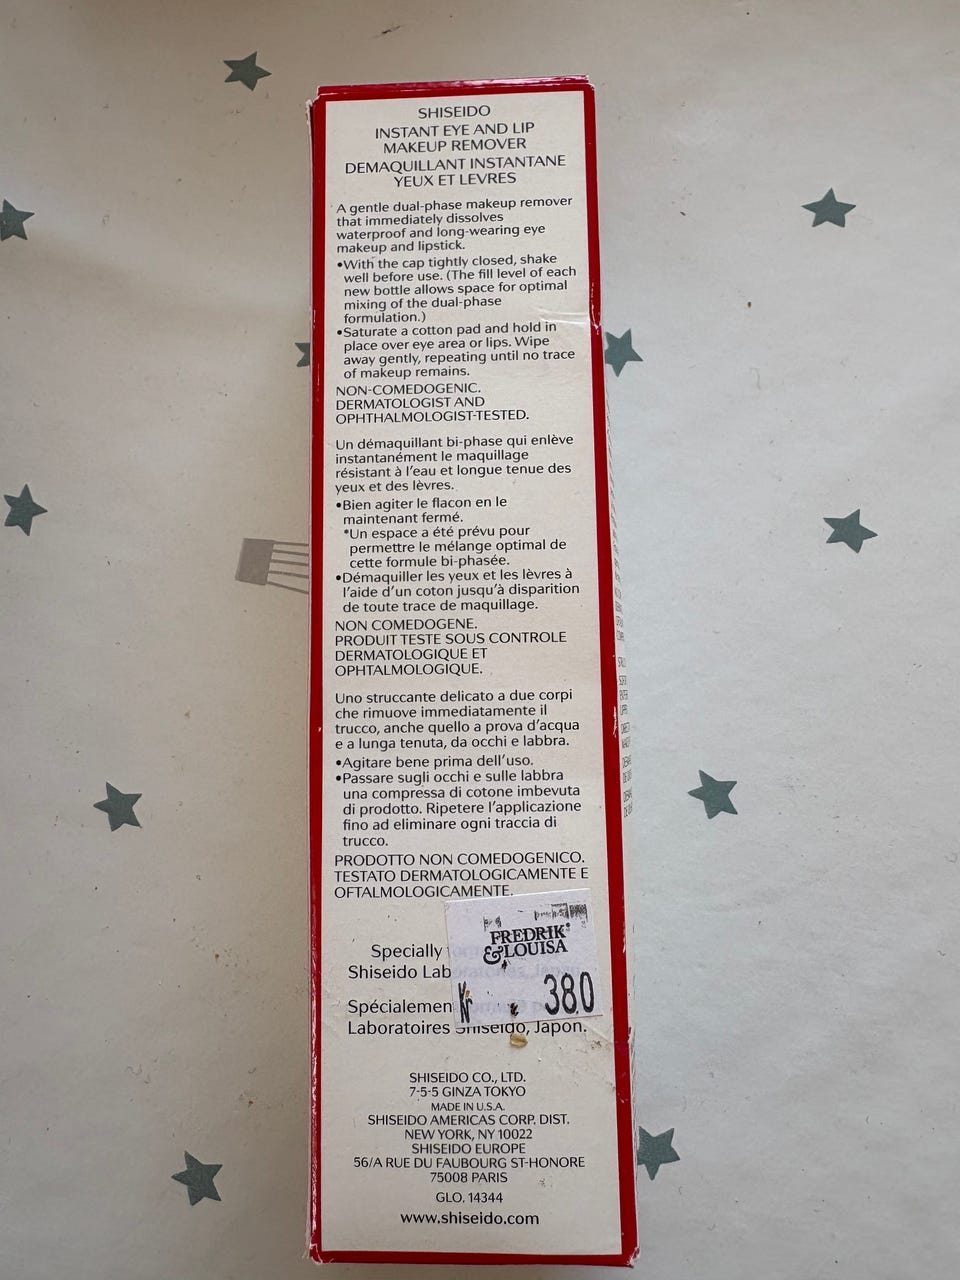 SHISEIDO
INSTANT EYE AND LIP
MAKEUP REMOVER
DEMAQUILLANT INSTANTANE
YEUX ET LEVRES
A gentle dual-phase makeup remover
that immediately dissolves
waterproof and long-wearing eye
makeup and lipstick.
•With the cap tightly closed, shake
well before use. (The fill level of each
new bottle allows space for optimal
mixing of the dual-phase
formulation.)
•Saturate a cotton pad and hold in
place over eye area or lips. Wipe
away gently, repeating until no trace
of makeup remains.
NON-COMEDOGENIC.
DERMATOLOGIST AND
OPHTHALMOLOGIST-TESTED.
Un démaquillant bi-phase qui enlève
instantanément le maquillage
résistant à l'eau et longue tenue des
yeux et des lèvres.
•Bien agiter le flacon en le
maintenant fermé.
*Un espace a été prévu pour
permettre le mélange optimal de
cette formule bi-phasée.
•Démaquiller les yeux et les lèvres à
l'aide d'un coton jusqu'à disparition
de toute trace de maquillage.
NON COMEDOGENE.
PRODUIT TESTE SOUS CONTROLE
DERMATOLOGIQUE ET
OPHTALMOLOGIQUE.
Uno struccante delicato a due corpi
che rimuove immediatamente il
trucco, anche quello a prova d'acqua
e a lunga tenuta, da occhi e labbra.
•Agitare bene prima dell'uso.
•Passare sugli occhi e sulle labbra
una compressa di cotone imbevuta
di prodotto. Ripetere l'applicazione
fino ad eliminare ogni traccia di
trucco.
PRODOTTO NON COMEDOGENICO.
TESTATO DERMATOLOGICAMENTE E
OFTALMOLOGICAMENTE.
FREDRIK
& LOUISA
Kr 380
Specially
Shiseido Lab
Spécialemen
Laboratoires Shiseido, Japon.
SHISEIDO CO., LTD.
7-5-5 GINZA TOKYO
MADE IN U.S.A.
SHISEIDO AMERICAS CORP. DIST.
NEW YORK, NY 10022
SHISEIDO EUROPE
56/A RUE DU FAUBOURG ST-HONORE
75008 PARIS
GLO. 14344
www.shiseido.com